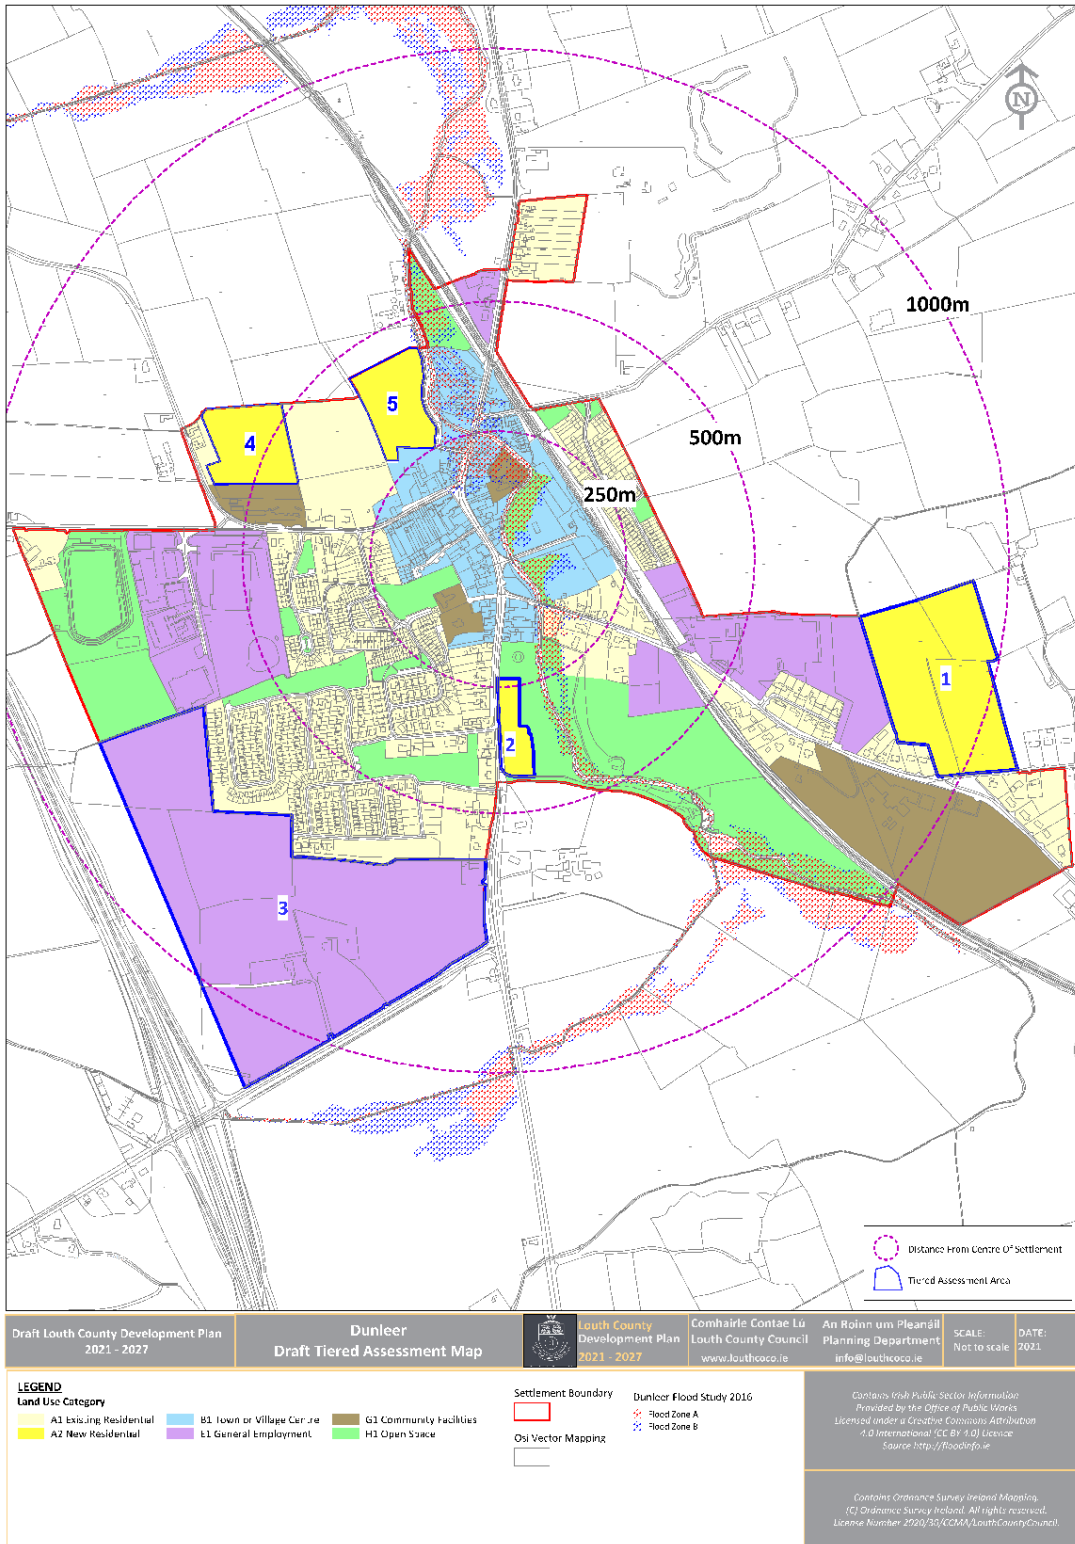 N
1000m
500m
250m
5
4
1
2
3
Distance From Centre Of Settlement
Tiered Assessment Area
Draft Louth County Development Plan
2021 - 2027
Dunleer
Draft Tiered Assessment Map
Louth County
Development Plan
2021 - 2027
Comhairle Contae Lú
Louth County Council
www.louthcoco.ie
An Roinn um Pleanáil
Planning Department
info@louthcoco.ie
SCALE:
Not to scale
DATE:
2021
LEGEND
Land Use Category
A1 Existing Residential
A2 New Residential
B1 Town or Village Centre
E1 General Employment
G1 Community Facilities
H1 Open Space
Settlement Boundary
Osi Vector Mapping
Dunleer Flood Study 2016
Flood Zone A
Flood Zone B
Contains Irish Public Sector Information
Provided by the Office of Public Works
Licensed under a Creative Commons Attribution
4.0 International (CC BY 4.0) Licence
Source http://floodinfo.ie
Contains Ordnance Survey Ireland Mapping.
(C) Ordnance Survey Ireland. All rights reserved.
License Number 2020/30/CCMA/LouthCountyCouncil.